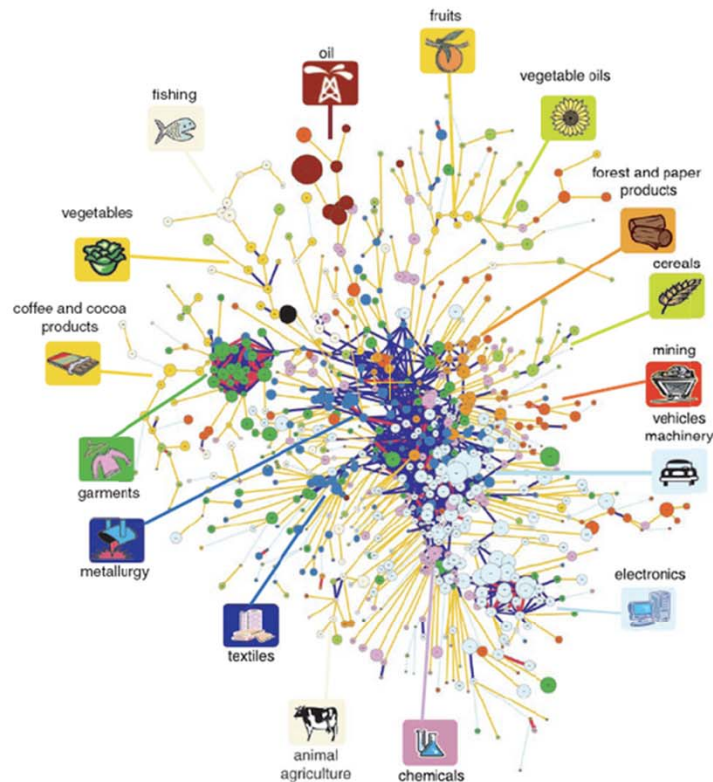 fruits
oil
vegetable oils
fishing
forest and paper
products
vegetables
cereals
coffee and cocoa
products
mining
vehicles
machinery
garments
metallurgy
electronics
textiles
animal
agriculture
chemicals